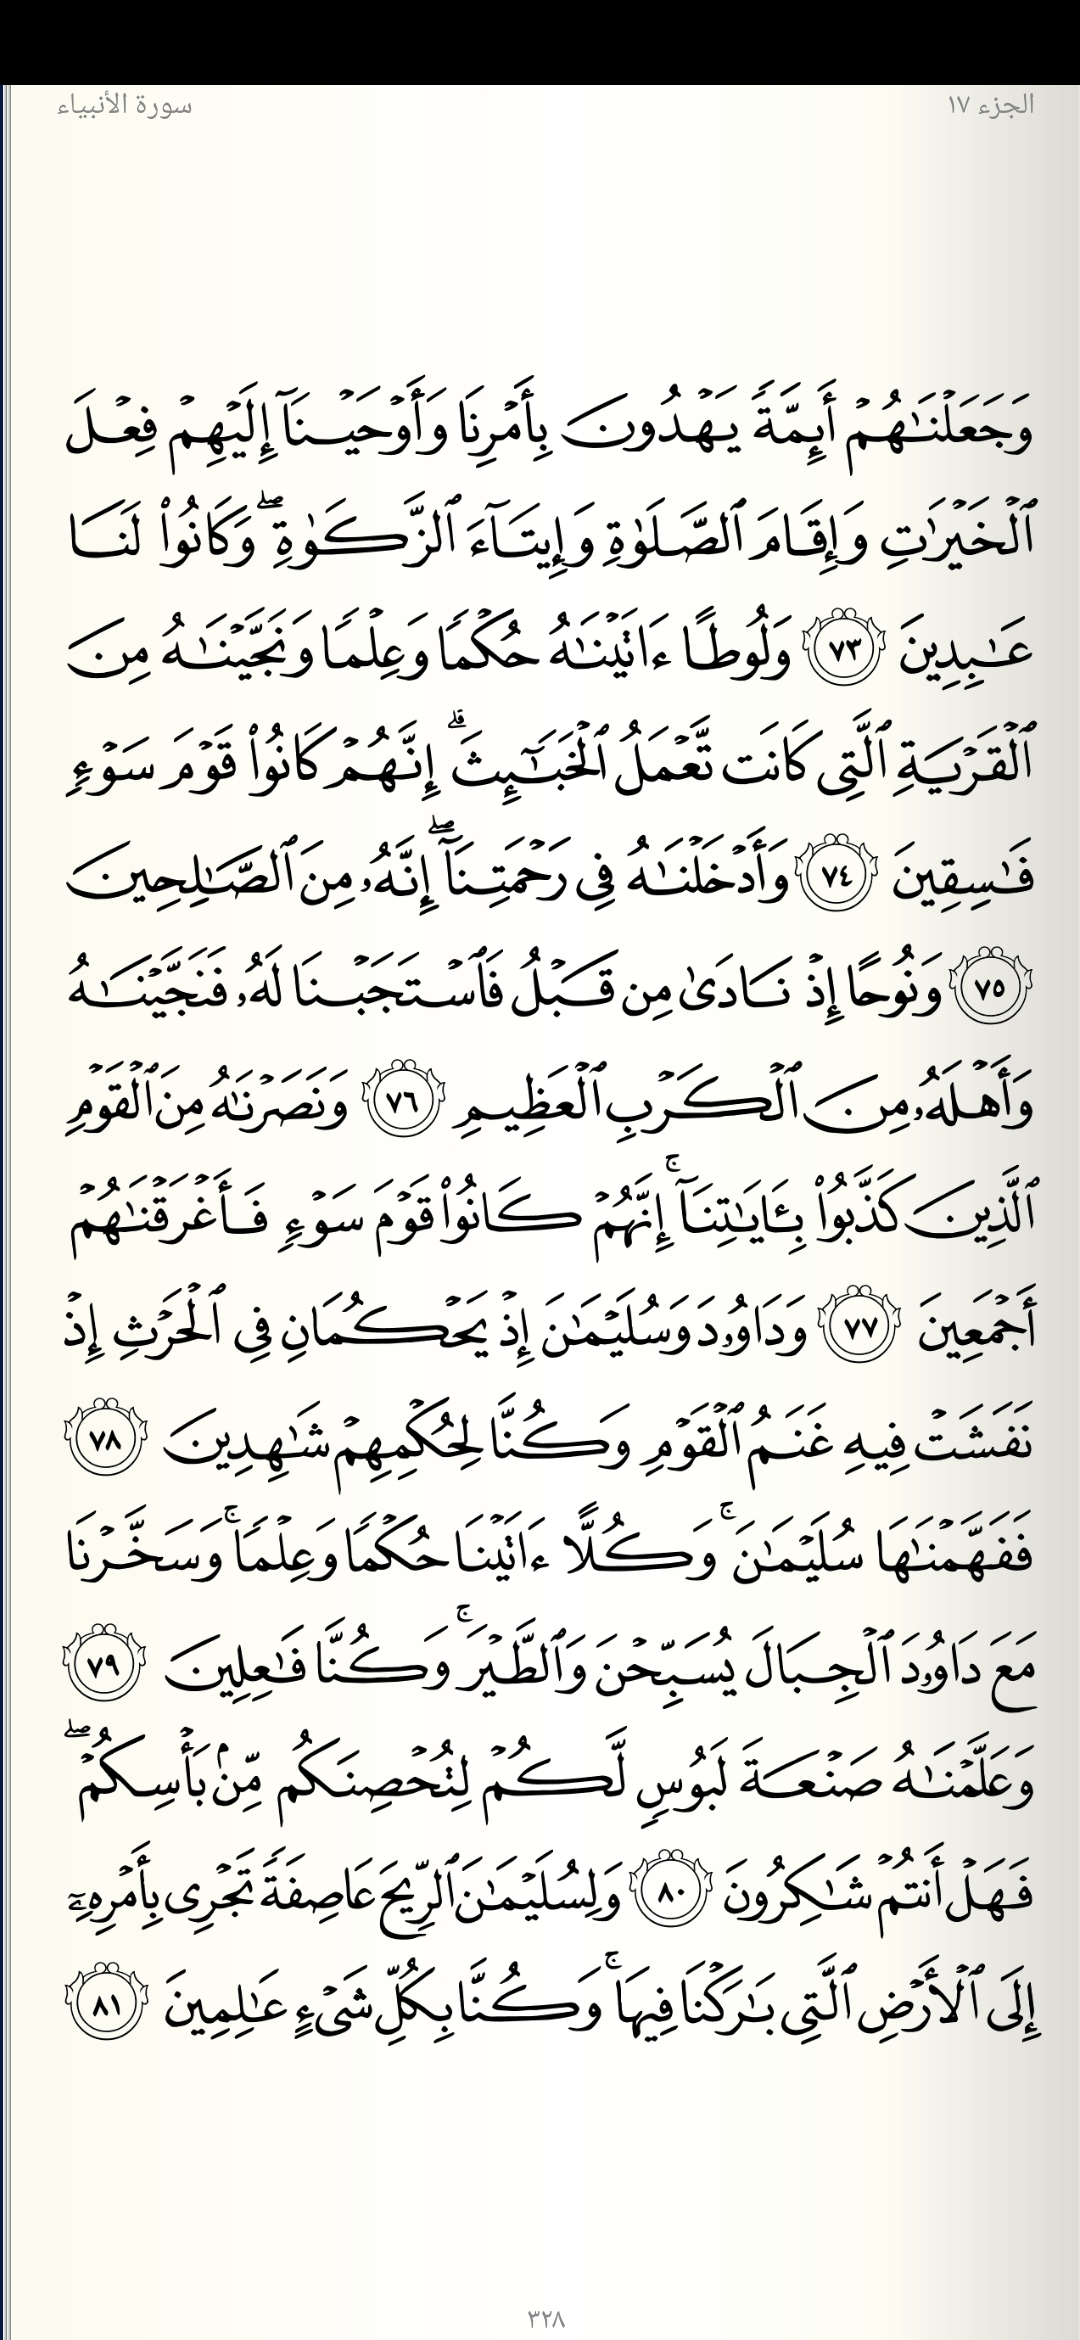 الجزء ١٧
سورة الأنبياء
وَجَعَلۡنَٰهُمۡ أَئِمَّةٗ يَهۡدُونَ بِأَمۡرِنَا وَأَوۡحَيۡنَآ إِلَيۡهِمۡ فِعۡلَ
ٱلۡخَيۡرَٰتِ وَإِقَامَ ٱلصَّلَوٰةِ وَإِيتَآءَ ٱلزَّكَوٰةِۖ وَكَانُواْ لَنَا
عَٰبِدِينَ ٧٣ وَلُوطًا ءَاتَيۡنَٰهُ حُكۡمٗا وَعِلۡمٗا وَنَجَّيۡنَٰهُ مِنَ
ٱلۡقَرۡيَةِ ٱلَّتِي كَانَت تَّعۡمَلُ ٱلۡخَبَٰٓئِثَۚ إِنَّهُمۡ كَانُواْ قَوۡمَ سَوۡءٖ
فَٰسِقِينَ ٧٤ وَأَدۡخَلۡنَٰهُ فِي رَحۡمَتِنَآۖ إِنَّهُۥ مِنَ ٱلصَّٰلِحِينَ
٧٥ وَنُوحًا إِذۡ نَادَىٰ مِن قَبۡلُ فَٱسۡتَجَبۡنَا لَهُۥ فَنَجَّيۡنَٰهُ
وَأَهۡلَهُۥ مِنَ ٱلۡكَرۡبِ ٱلۡعَظِيمِ ٧٦ وَنَصَرۡنَٰهُ مِنَ ٱلۡقَوۡمِ
ٱلَّذِينَ كَذَّبُواْ بِـَٔايَٰتِنَآۚ إِنَّهُمۡ كَانُواْ قَوۡمَ سَوۡءٖ فَأَغۡرَقۡنَٰهُمۡ
أَجۡمَعِينَ ٧٧ وَدَاوُۥدَ وَسُلَيۡمَٰنَ إِذۡ يَحۡكُمَانِ فِي ٱلۡحَرۡثِ إِذۡ
نَفَشَتۡ فِيهِ غَنَمُ ٱلۡقَوۡمِ وَكُنَّا لِحُكۡمِهِمۡ شَٰهِدِينَ ٧٨
فَفَهَّمۡنَٰهَا سُلَيۡمَٰنَۚ وَكُلًّا ءَاتَيۡنَا حُكۡمٗا وَعِلۡمٗاۚ وَسَخَّرۡنَا
مَعَ دَاوُۥدَ ٱلۡجِبَالَ يُسَبِّحۡنَ وَٱلطَّيۡرَۚ وَكُنَّا فَٰعِلِينَ ٧٩
وَعَلَّمۡنَٰهُ صَنۡعَةَ لَبُوسٖ لَّكُمۡ لِتُحۡصِنَكُم مِّنۢ بَأۡسِكُمۡۖ
فَهَلۡ أَنتُمۡ شَٰكِرُونَ ٨٠ وَلِسُلَيۡمَٰنَ ٱلرِّيحَ عَاصِفَةٗ تَجۡرِي بِأَمۡرِهِۦٓ
إِلَى ٱلۡأَرۡضِ ٱلَّتِي بَٰرَكۡنَا فِيهَاۚ وَكُنَّا بِكُلِّ شَيۡءٍ عَٰلِمِينَ ٨١
٣٢٨